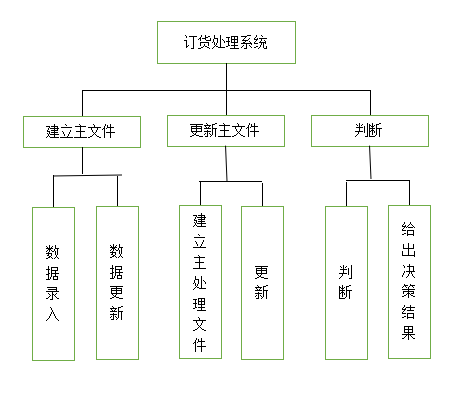 订货处理系统
建立主文件
更新主文件
判断
数据录入
数据更新
建立主处理文件
更新
判断
给出决策结果